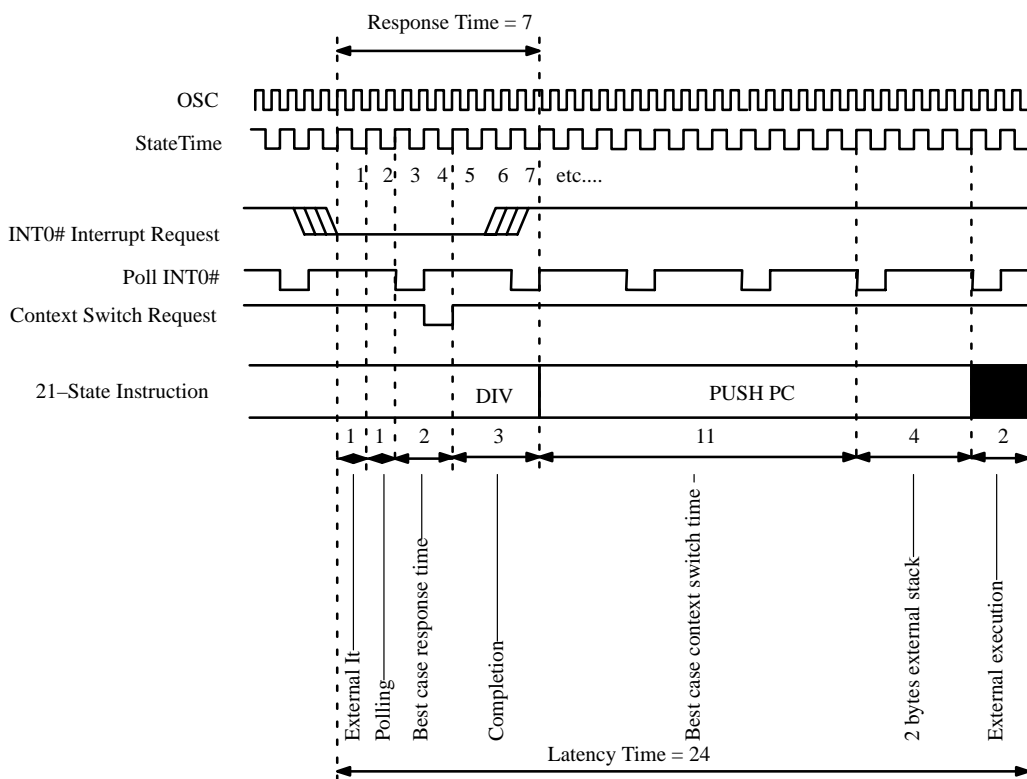 Response Time = 7
OSC
StateTime
1 2 3 4 5 6 7 etc....
INT0# Interrupt Request
Poll INT0#
Context Switch Request
21–State Instruction
DIV
PUSH PC
1 1 2 3 11 4 2
External It
Polling
Best case response time
Completion
Best case context switch time
2 bytes external stack
External execution
Latency Time = 24